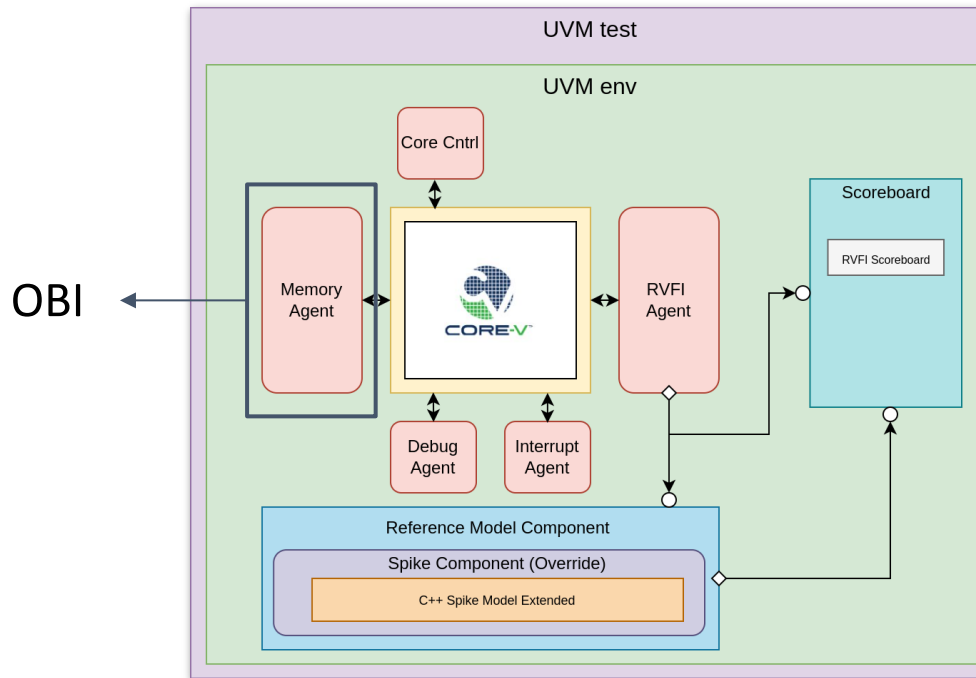 UVM test
UVM env
Core Cntrl
Scoreboard
RVFI Scoreboard
OBI
Memory
Agent
CORE-V™
RVFI
Agent
Debug
Agent
Interrupt
Agent
Reference Model Component
Spike Component (Override)
C++ Spike Model Extended